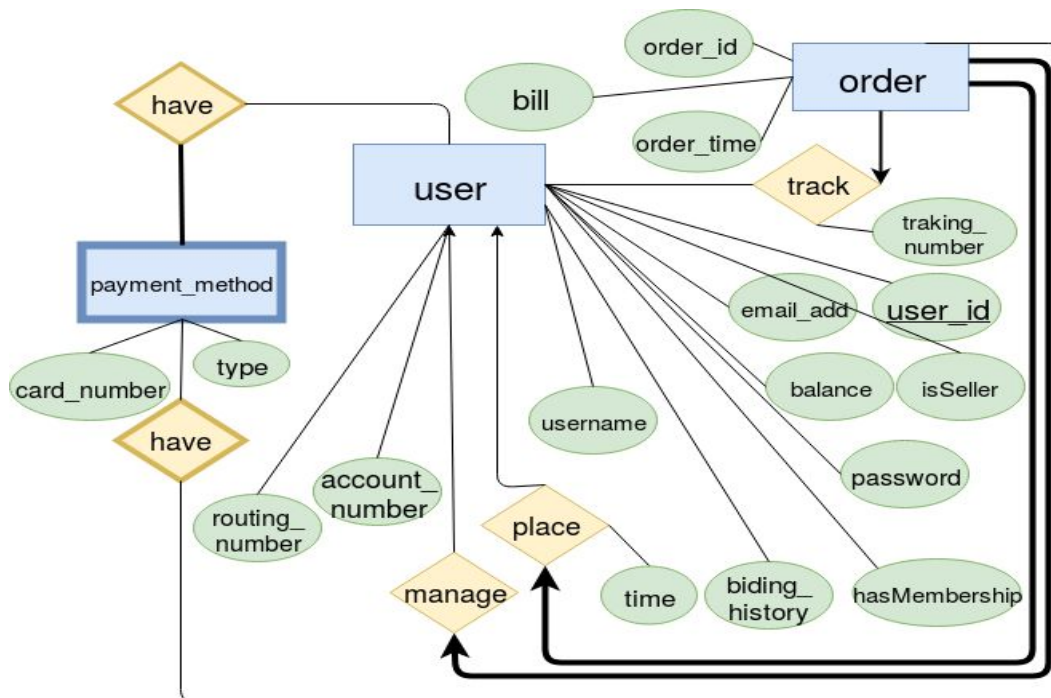 order_id
have
bill
order
order_time
user
track
traking_
number
payment_method
email_add
user_id
type
card_number
balance
isSeller
username
have
account_
number
password
routing_
number
place
manage
time
biding_
history
hasMembership